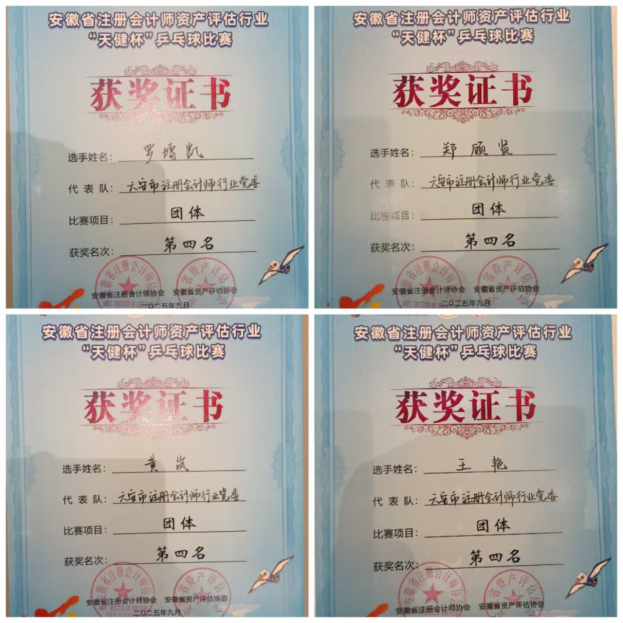 安徽省注册会计师资产评估行业
“天健杯”乒乓球比赛
获奖证书
选手姓名：罗增凯
代表队：六安市注册会计师行业党委
比赛项目：团体
获奖名次：第四名
安徽省注册会计师协会 安徽省资产评估协会
二〇二五年九月
安徽省注册会计师资产评估行业
“天健杯”乒乓球比赛
获奖证书
选手姓名：郑顾贤
代表队：六安市注册会计师行业党委
比赛项目：团体
获奖名次：第四名
安徽省注册会计师协会 安徽省资产评估协会
二〇二五年九月
安徽省注册会计师资产评估行业
“天健杯”乒乓球比赛
获奖证书
选手姓名：黄岚
代表队：六安市注册会计师行业党委
比赛项目：团体
获奖名次：第四名
安徽省注册会计师协会 安徽省资产评估协会
二〇二五年九月
安徽省注册会计师资产评估行业
“天健杯”乒乓球比赛
获奖证书
选手姓名：王艳
代表队：六安市注册会计师行业党委
比赛项目：团体
获奖名次：第四名
安徽省注册会计师协会 安徽省资产评估协会